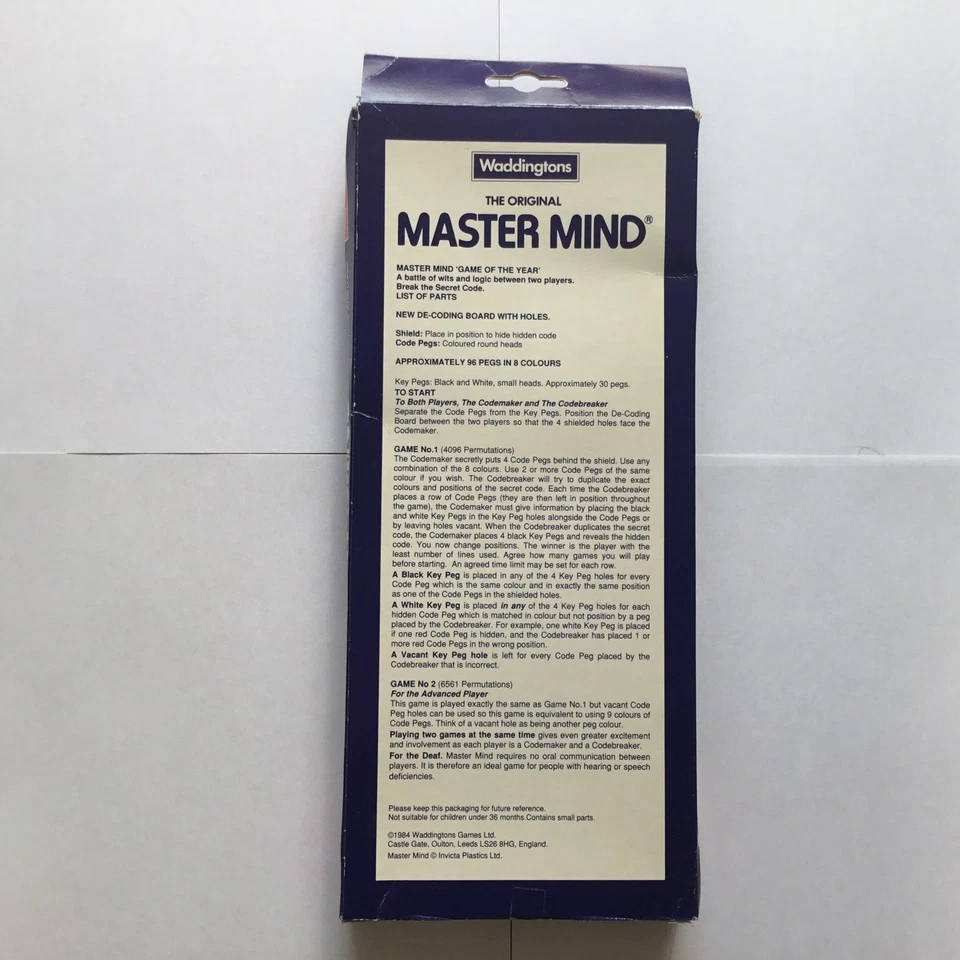 Waddingtons
THE ORIGINAL
MASTER MIND®
MASTER MIND 'GAME OF THE YEAR'
A battle of wits and logic between two players.
Break the Secret Code.
LIST OF PARTS
NEW DE-CODING BOARD WITH HOLES.
Shield: Place in position to hide hidden code
Code Pegs: Coloured round heads
APPROXIMATELY 96 PEGS IN 8 COLOURS
Key Pegs: Black and White, small heads. Approximately 30 pegs.
TO START
To Both Players, The Codemaker and The Codebreaker
Separate the Code Pegs from the Key Pegs. Position the De-Coding
Board between the two players so that the 4 shielded holes face the
Codemaker.
GAME No.1 (4096 Permutations)
The Codemaker secretly puts 4 Code Pegs behind the shield. Use any
combination of the 8 colours. Use 2 or more Code Pegs of the same
colour if you wish. The Codebreaker will try to duplicate the exact
colours and positions of the secret code. Each time the Codebreaker
places a row of Code Pegs (they are then left in position throughout
the game), the Codemaker must give information by placing the black
and white Key Pegs in the Key Peg holes alongside the Code Pegs or
by leaving holes vacant. When the Codebreaker duplicates the secret
code, the Codemaker places 4 black Key Pegs and reveals the hidden
code. You now change positions. The winner is the player with the
least number of lines used. Agree how many games you will play
before starting. An agreed time limit may be set for each row.
A Black Key Peg is placed in any of the 4 Key Peg holes for every
Code Peg which is the same colour and in exactly the same position
as one of the Code Pegs in the shielded holes.
A White Key Peg is placed in any of the 4 Key Peg holes for each
hidden Code Peg which is matched in colour but not position by a peg
placed by the Codebreaker. For example, one white Key Peg is placed
if one red Code Peg is hidden, and the Codebreaker has placed 1 or
more red Code Pegs in the wrong position.
A Vacant Key Peg hole is left for every Code Peg placed by the
Codebreaker that is incorrect.
GAME No 2 (6561 Permutations)
For the Advanced Player
This game is played exactly the same as Game No.1 but vacant Code
Peg holes can be used so this game is equivalent to using 9 colours of
Code Pegs. Think of a vacant hole as being another peg colour.
Playing two games at the same time gives even greater excitement
and involvement as each player is a Codemaker and a Codebreaker.
For the Deaf. Master Mind requires no oral communication between
players. It is therefore an ideal game for people with hearing or speech
deficiencies.
Please keep this packaging for future reference.
Not suitable for children under 36 months.Contains small parts.
©1984 Waddingtons Games Ltd.
Castle Gate, Oulton, Leeds LS26 8HG, England.
Master Mind © Invicta Plastics Ltd.